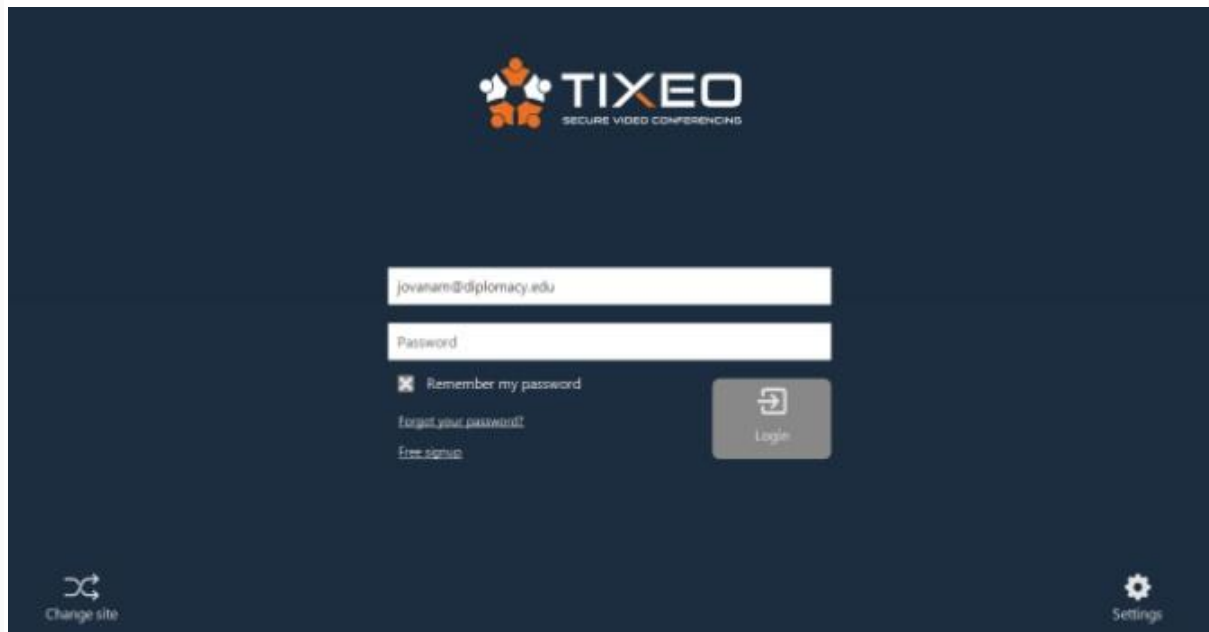 TIXEO
SECURE VIDEO CONFERENCING
jovanam@diplomacy.edu
Password
Remember my password
Login
Forgot your password?
Free signup
Change site
Settings